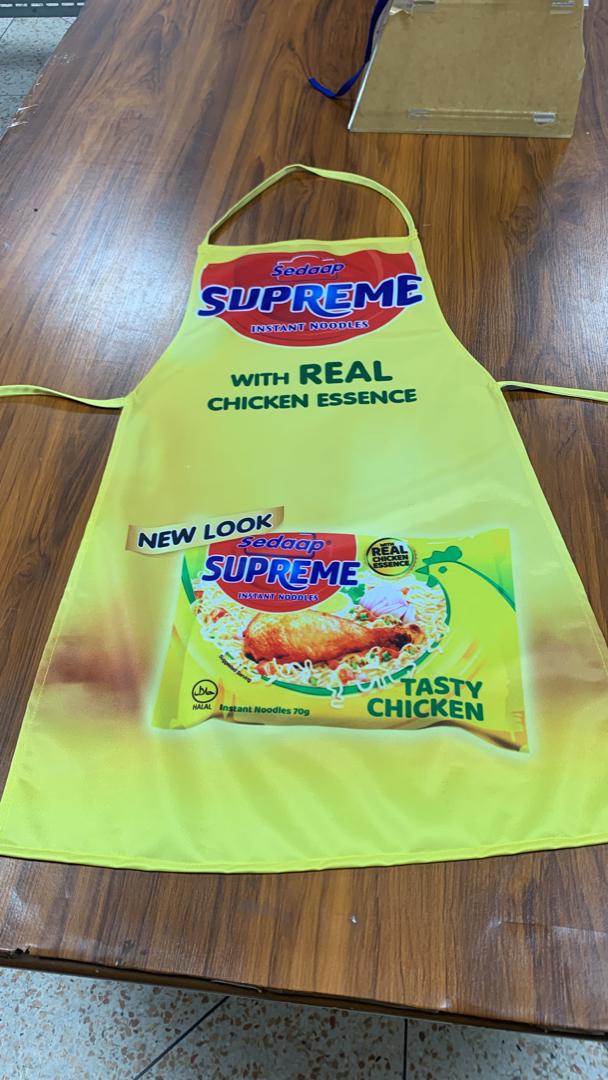 Sedaap
SUPREME
INSTANT NOODLES
WITH REAL
CHICKEN ESSENCE
NEW LOOK
Sedaap®
SUPREME
INSTANT NOODLES
WITH
REAL
CHICKEN
ESSENCE
HALAL
Instant Noodles 70g
TASTY
CHICKEN